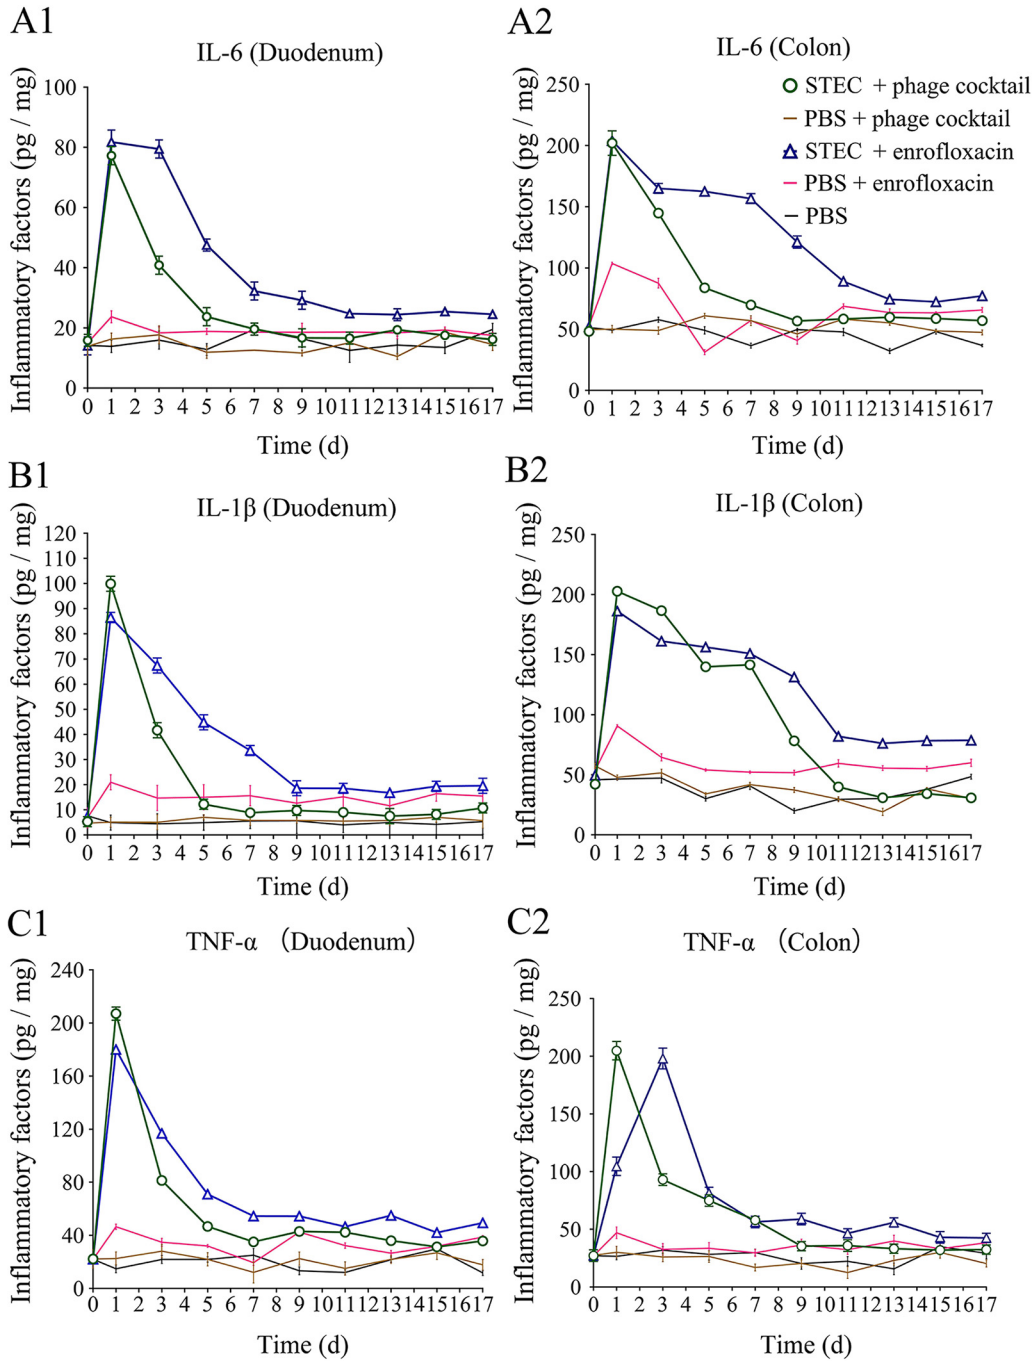 A1
IL-6 (Duodenum)
Inflammatory factors (pg / mg)
100
80
60
40
20
0
0 1 2 3 4 5 6 7 8 9 10 11 12 13 14 15 16 17
Time (d)
A2
IL-6 (Colon)
Inflammatory factors (pg / mg)
250
200
150
100
50
0
0 1 2 3 4 5 6 7 8 9 10 11 12 13 14 15 16 17
Time (d)
STEC + phage cocktail
PBS + phage cocktail
STEC + enrofloxacin
PBS + enrofloxacin
PBS
B1
IL-1β (Duodenum)
Inflammatory factors (pg / mg)
120
110
100
90
80
70
60
50
40
30
20
10
0
0 1 2 3 4 5 6 7 8 9 10 11 12 13 14 15 16 17
Time (d)
B2
IL-1β (Colon)
Inflammatory factors (pg / mg)
250
200
150
100
50
0
0 1 2 3 4 5 6 7 8 9 10 11 12 13 14 15 16 17
Time (d)
C1
TNF-α （Duodenum）
Inflammatory factors (pg / mg)
240
200
160
120
80
40
0
0 1 2 3 4 5 6 7 8 9 10 11 12 13 14 15 16 17
Time (d)
C2
TNF-α （Colon）
Inflammatory factors (pg / mg)
250
200
150
100
50
0
0 1 2 3 4 5 6 7 8 9 10 11 12 13 14 15 16 17
Time (d)